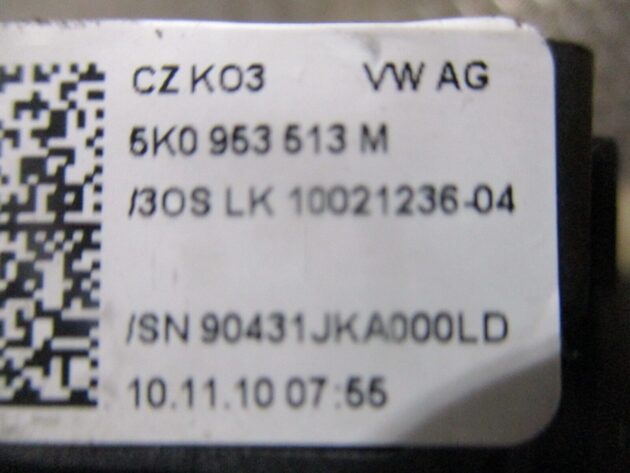 CZ KO3 VW AG
5K0 953 513 M
/3OS LK 10021236-04
/SN 90431JKA000LD
10.11.10 07:55